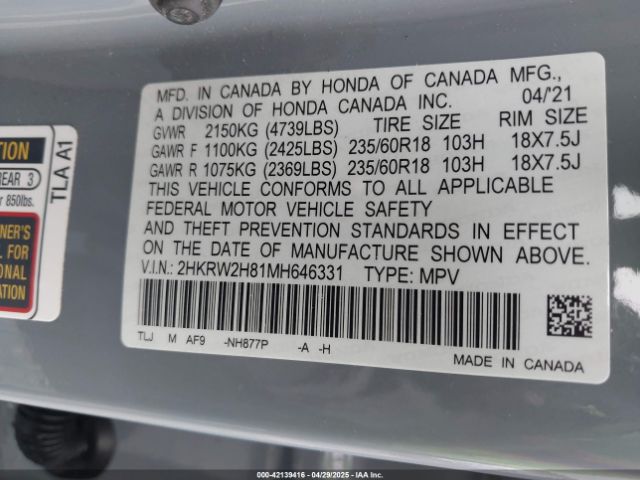 MFD. IN CANADA BY HONDA OF CANADA MFG.,
A DIVISION OF HONDA CANADA INC. 04/'21
GVWR 2150KG (4739LBS) TIRE SIZE RIM SIZE
GAWR F 1100KG (2425LBS) 235/60R18 103H 18X7.5J
GAWR R 1075KG (2369LBS) 235/60R18 103H 18X7.5J
THIS VEHICLE CONFORMS TO ALL APPLICABLE
FEDERAL MOTOR VEHICLE SAFETY
AND THEFT PREVENTION STANDARDS IN EFFECT
ON THE DATE OF MANUFACTURE SHOWN ABOVE.
V.I.N.: 2HKRW2H81MH646331 TYPE: MPV
TLJ M AF9 -NH877P -A -H
MADE IN CANADA
TION
REAR 3
r 850lbs.
TLA A1
NER'S
L FOR
ONAL
ATION
000-42139416 - 04/29/2025 - IAAI.COM